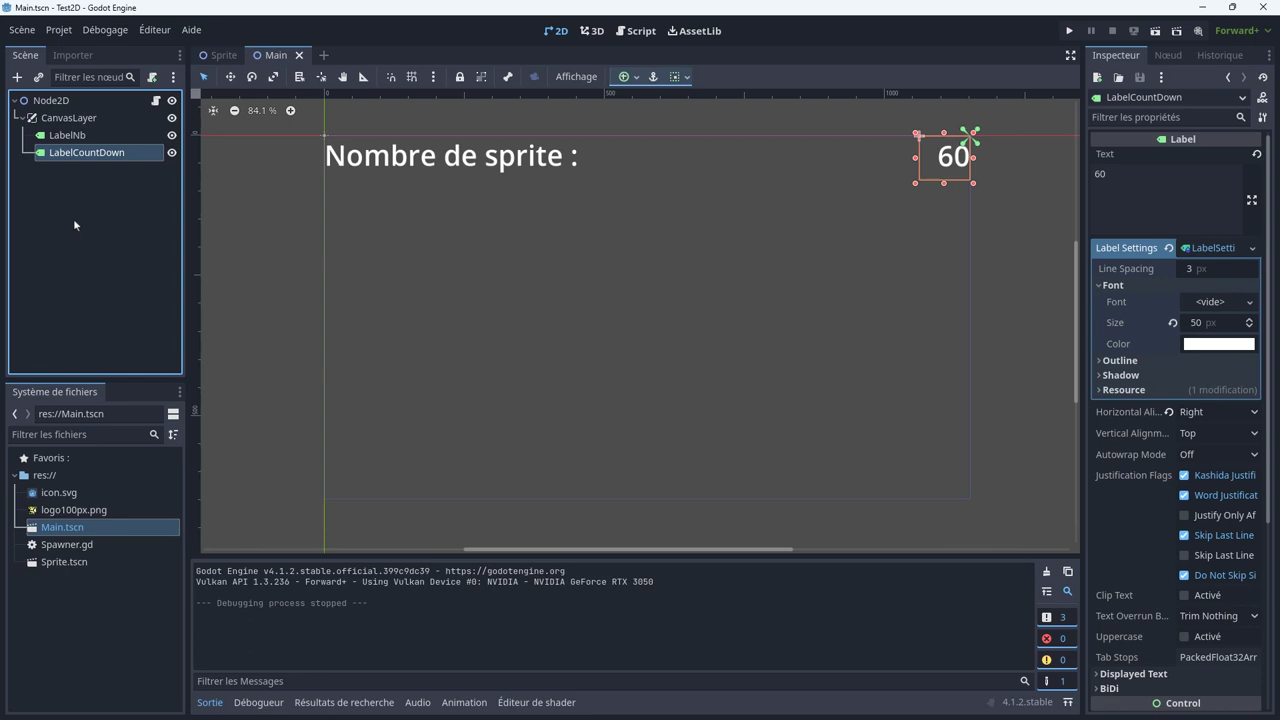 Main.tscn - Test2D - Godot Engine
Scène Projet Débogage Éditeur Aide
2D 3D Script AssetLib
Forward+
Scène Importer
Filtrer les nœud
Node2D
CanvasLayer
LabelNb
LabelCountDown
Sprite Main
Affichage
84.1 %
0 500 1000
0
500
Nombre de sprite :
60
Système de fichiers
res://Main.tscn
Filtrer les fichiers
Favoris :
res://
icon.svg
logo100px.png
Main.tscn
Spawner.gd
Sprite.tscn
Godot Engine v4.1.2.stable.official.399c9dc39 - https://godotengine.org
Vulkan API 1.3.236 - Forward+ - Using Vulkan Device #0: NVIDIA - NVIDIA GeForce RTX 3050
--- Debugging process stopped ---
3
0
0
1
Filtrer les Messages
Sortie Débogueur Résultats de recherche Audio Animation Éditeur de shader
4.1.2.stable
Inspecteur Nœud Historique
LabelCountDown
Filtrer les propriétés
Label
Text
60
Label Settings LabelSetti
Line Spacing 3 px
Font
Font <vide>
Size 50 px
Color
Outline
Shadow
Resource (1 modification)
Horizontal Ali... Right
Vertical Alignm... Top
Autowrap Mode Off
Justification Flags Kashida Justifi
Word Justificat
Justify Only Af
Skip Last Line
Skip Last Line
Do Not Skip Si
Clip Text Activé
Text Overrun B... Trim Nothing
Uppercase Activé
Tab Stops PackedFloat32Arr
Displayed Text
BiDi
Control